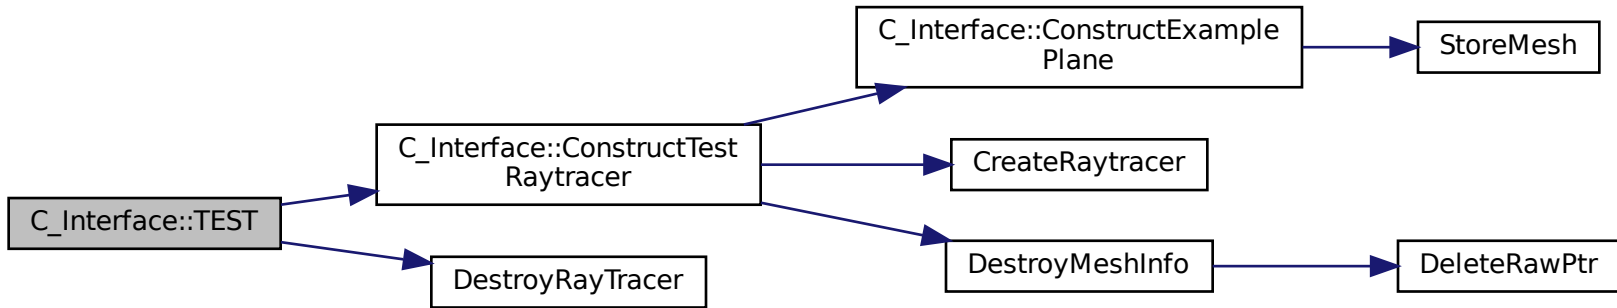 C_Interface::TEST
C_Interface::ConstructTest
Raytracer
DestroyRayTracer
C_Interface::ConstructExample
Plane
CreateRaytracer
DestroyMeshInfo
StoreMesh
DeleteRawPtr